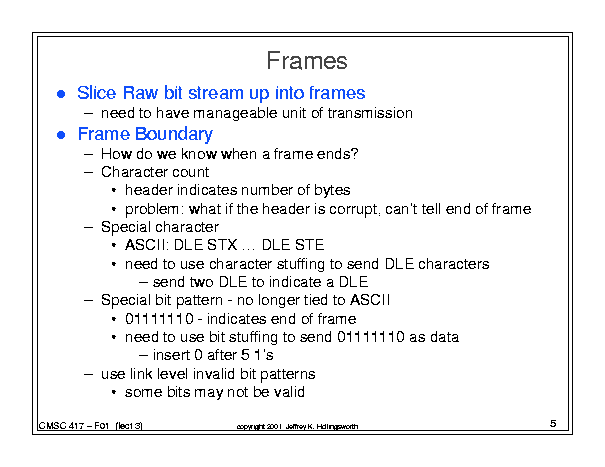 Frames
● Slice Raw bit stream up into frames
– need to have manageable unit of transmission
● Frame Boundary
– How do we know when a frame ends?
– Character count
• header indicates number of bytes
• problem: what if the header is corrupt, can't tell end of frame
– Special character
• ASCII: DLE STX … DLE STE
• need to use character stuffing to send DLE characters
– send two DLE to indicate a DLE
– Special bit pattern - no longer tied to ASCII
• 01111110 - indicates end of frame
• need to use bit stuffing to send 01111110 as data
– insert 0 after 5 1's
– use link level invalid bit patterns
• some bits may not be valid
CMSC 417 – F01 (lect 3)
copyright 2001 Jeffrey K. Hollingsworth
5